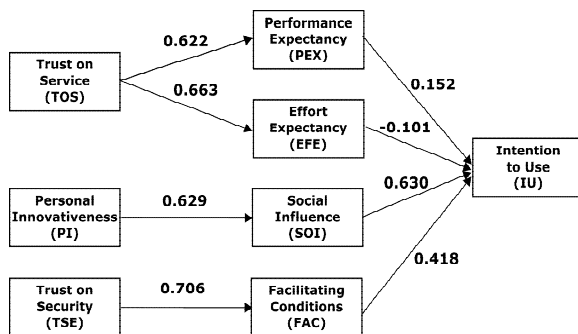 Performance
Expectancy
(PEX)
0.622
0.152
Trust on
Service
(TOS)
0.663
Effort
Expectancy
(EFE)
-0.101
Intention
to Use
(IU)
Personal
Innovativeness
(PI)
0.629
Social
Influence
(SOI)
0.630
0.418
Trust on
Security
(TSE)
0.706
Facilitating
Conditions
(FAC)